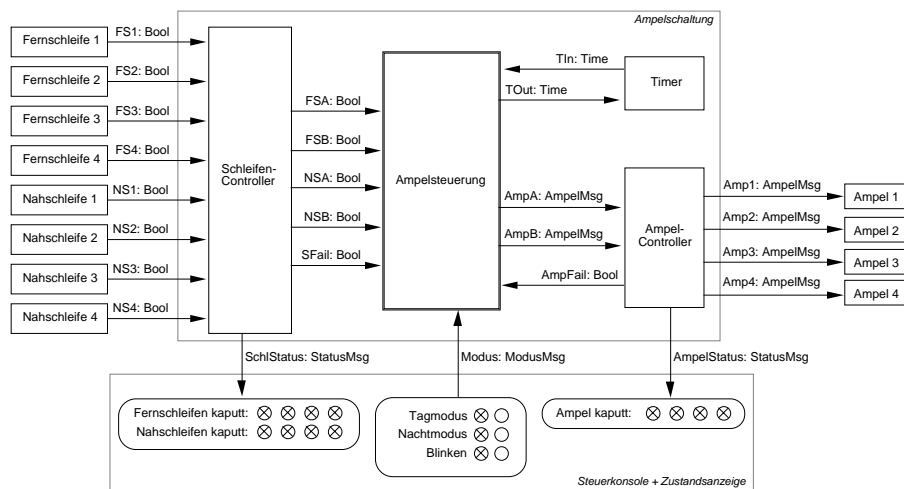 Ampelschaltung
Fernschleife 1
FS1: Bool
Fernschleife 2
FS2: Bool
Fernschleife 3
FS3: Bool
Fernschleife 4
FS4: Bool
Nahschleife 1
NS1: Bool
Nahschleife 2
NS2: Bool
Nahschleife 3
NS3: Bool
Nahschleife 4
NS4: Bool
Schleifen-
Controller
FSA: Bool
FSB: Bool
NSA: Bool
NSB: Bool
SFail: Bool
Ampelsteuerung
TIn: Time
TOut: Time
Timer
AmpA: AmpelMsg
AmpB: AmpelMsg
AmpFail: Bool
Ampel-
Controller
Amp1: AmpelMsg
Ampel 1
Amp2: AmpelMsg
Ampel 2
Amp3: AmpelMsg
Ampel 3
Amp4: AmpelMsg
Ampel 4
SchlStatus: StatusMsg
Modus: ModusMsg
AmpelStatus: StatusMsg
Fernschleifen kaputt:
Nahschleifen kaputt:
Tagmodus
Nachtmodus
Blinken
Ampel kaputt:
Steuerkonsole + Zustandsanzeige